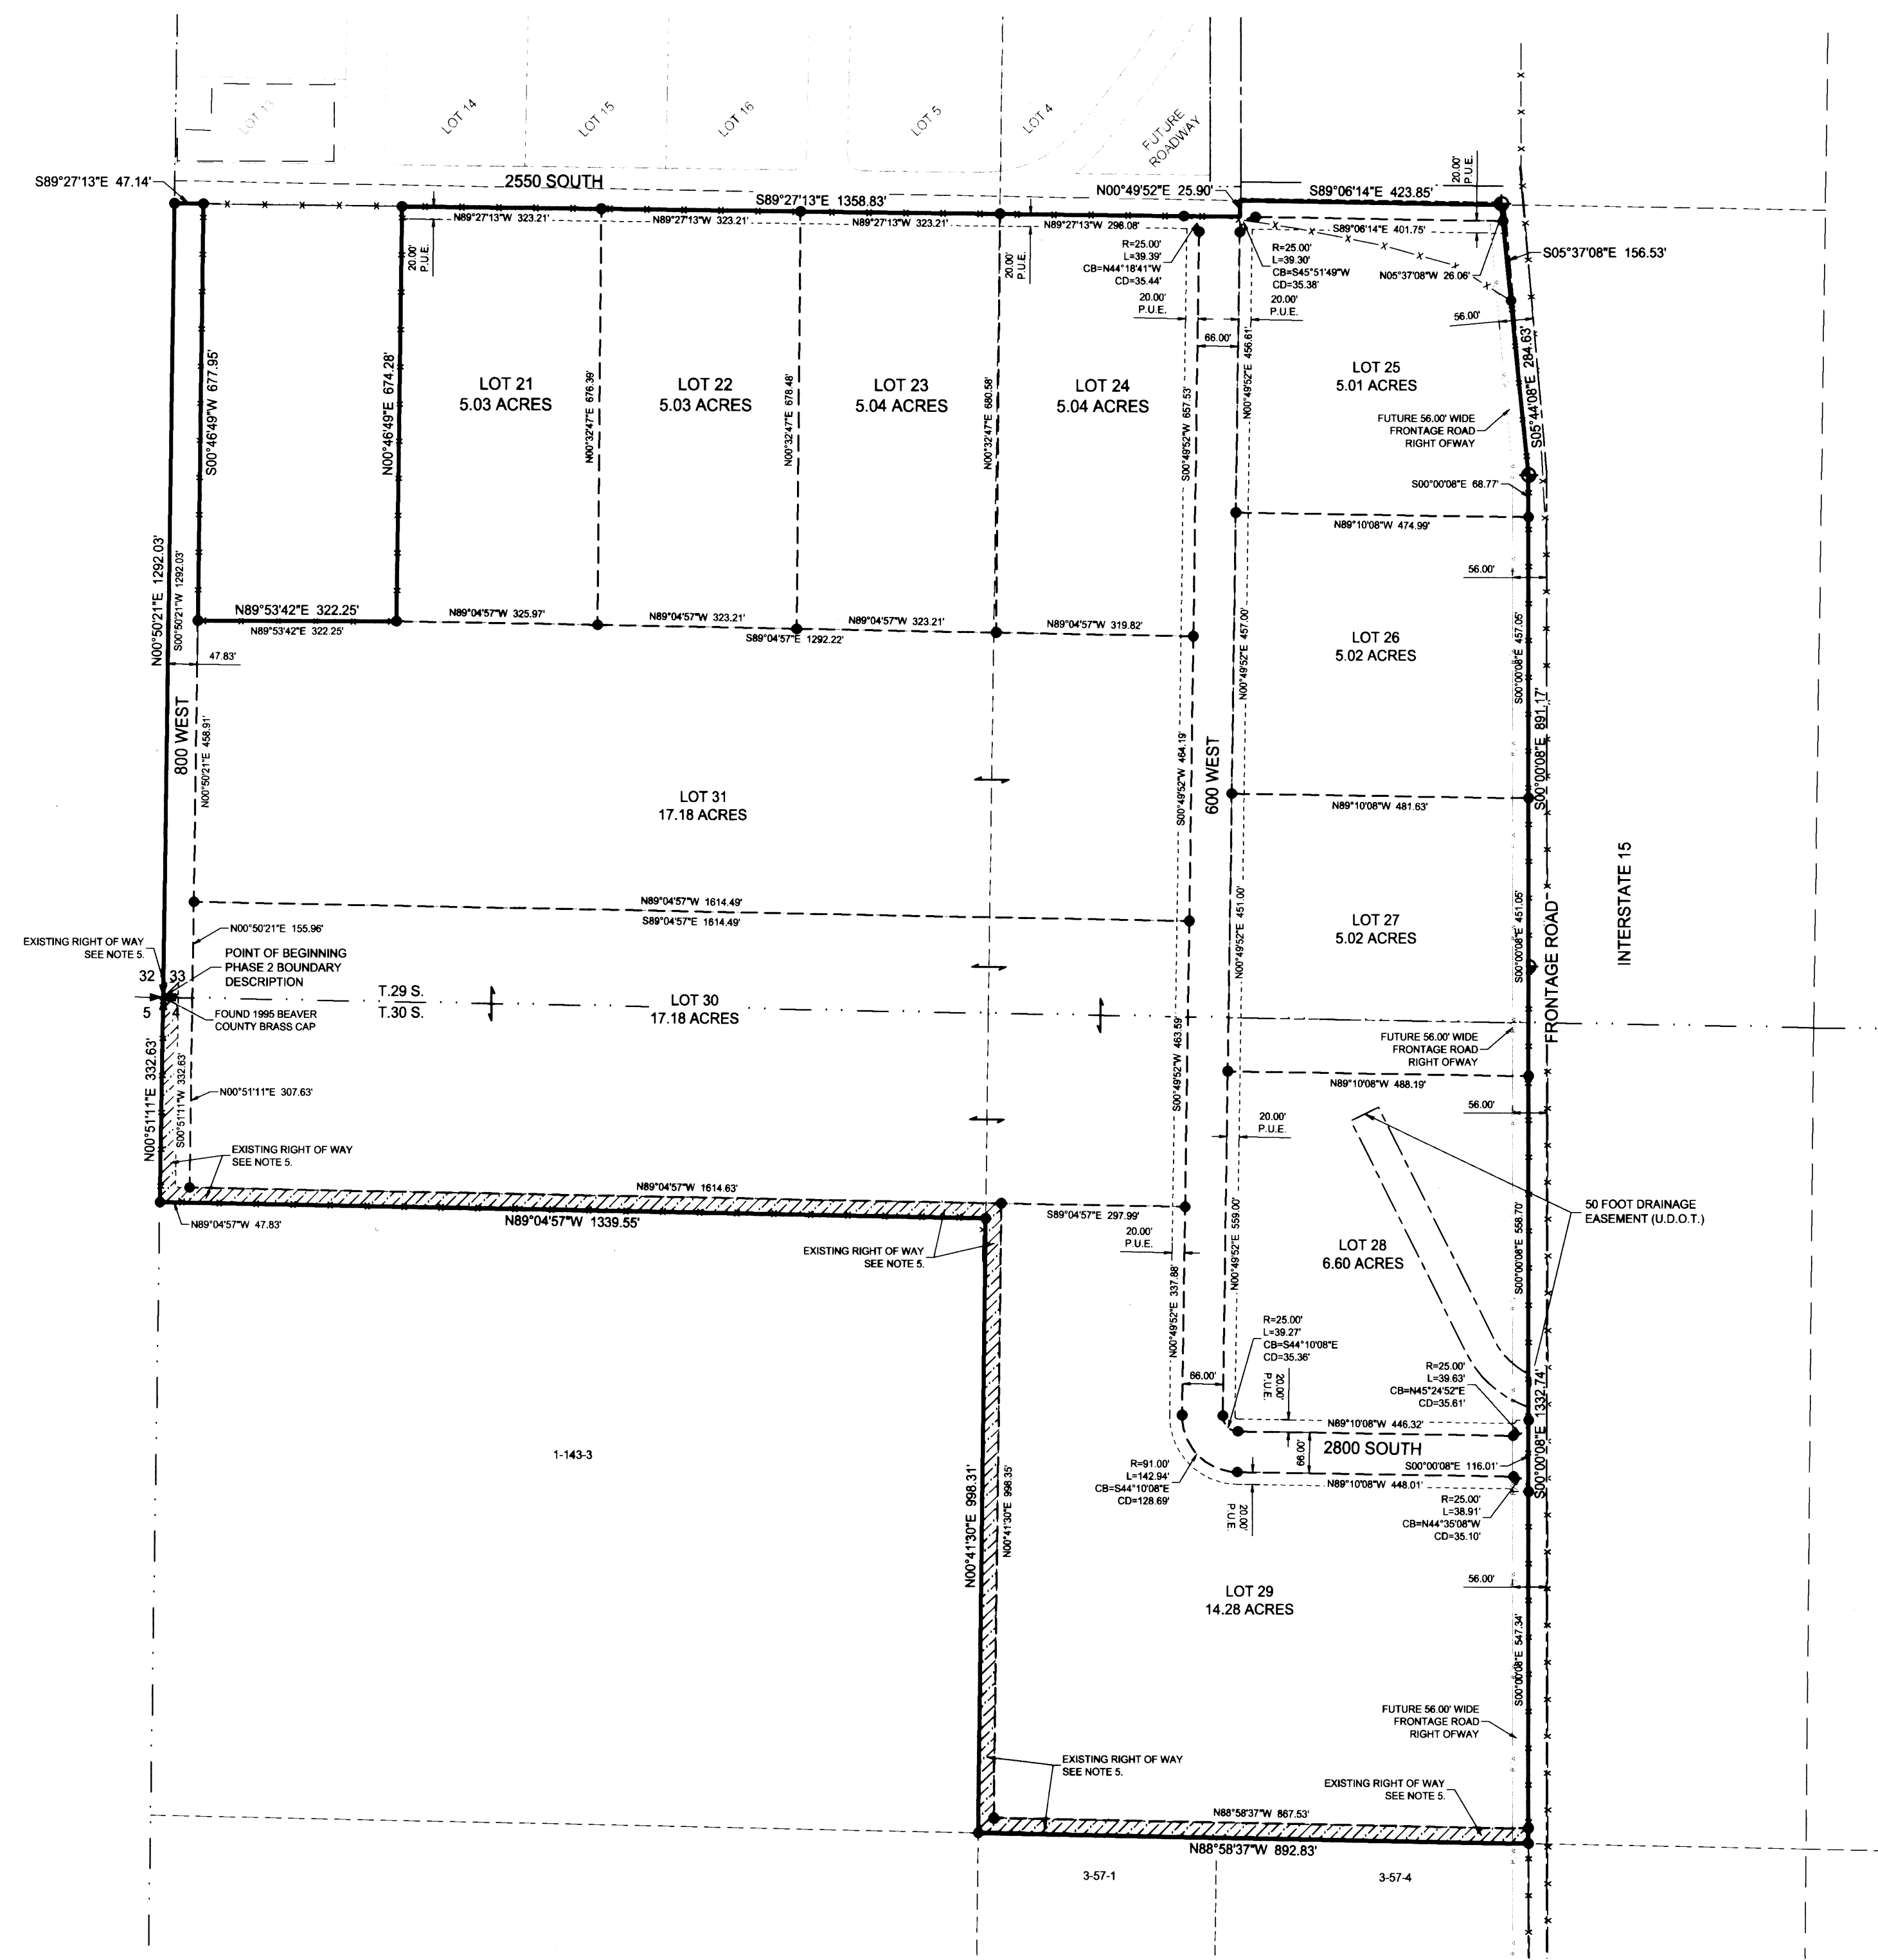 LOT 13
LOT 14
LOT 15
LOT 16
LOT 5
LOT 4
FUTURE
ROADWAY
S89°27'13"E 47.14'
2550 SOUTH
S89°27'13"E 1358.83'
N00°49'52"E 25.90'
S89°06'14"E 423.85'
20.00'
P.U.E.
N89°27'13"W 323.21'
N89°27'13"W 323.21'
N89°27'13"W 323.21'
N89°27'13"W 296.08'
S89°06'14"E 401.75'
20.00'
P.U.E.
20.00'
P.U.E.
R=25.00'
L=39.39'
CB=N44°18'41"W
CD=35.44'
R=25.00'
L=39.30'
CB=S45°51'49"W
CD=35.38'
N05°37'08"W 26.06'
S05°37'08"E 156.53'
20.00'
P.U.E.
20.00'
P.U.E.
66.00'
56.00'
S05°44'08"E 284.63'
S00°46'49"W 677.95'
N00°46'49"E 674.28'
LOT 21
5.03 ACRES
N00°32'47"E 676.39'
LOT 22
5.03 ACRES
N00°32'47"E 678.48'
LOT 23
5.04 ACRES
N00°32'47"E 680.58'
LOT 24
5.04 ACRES
S00°49'52"W 657.53'
N00°49'52"E 456.61'
LOT 25
5.01 ACRES
FUTURE 56.00' WIDE
FRONTAGE ROAD
RIGHT OFWAY
S00°00'08"E 68.77'
N89°10'08"W 474.99'
56.00'
N00°50'21"E 1292.03'
S00°50'21"W 1292.03'
N89°53'42"E 322.25'
N89°53'42"E 322.25'
N89°04'57"W 325.97'
N89°04'57"W 323.21'
S89°04'57"E 1292.22'
N89°04'57"W 323.21'
N89°04'57"W 319.82'
47.83'
N00°49'52"E 457.00'
LOT 26
5.02 ACRES
S00°00'08"E 457.05'
S00°00'08"E 891.17'
800 WEST
N00°50'21"E 458.91'
LOT 31
17.18 ACRES
S00°49'52"W 464.19'
600 WEST
N89°10'08"W 481.63'
INTERSTATE 15
N89°04'57"W 1614.49'
S89°04'57"E 1614.49'
N00°49'52"E 451.00'
LOT 27
5.02 ACRES
S00°00'08"E 451.05'
FRONTAGE ROAD
EXISTING RIGHT OF WAY
SEE NOTE 5.
N00°50'21"E 155.96'
POINT OF BEGINNING
PHASE 2 BOUNDARY
DESCRIPTION
32 33
5 4
T.29 S.
T.30 S.
FOUND 1995 BEAVER
COUNTY BRASS CAP
LOT 30
17.18 ACRES
S00°49'52"W 463.59'
FUTURE 56.00' WIDE
FRONTAGE ROAD
RIGHT OFWAY
N89°10'08"W 488.19'
56.00'
N00°51'11"E 332.63'
S00°51'11"W 332.63'
N00°51'11"E 307.63'
20.00'
P.U.E.
EXISTING RIGHT OF WAY
SEE NOTE 5.
N89°04'57"W 1614.63'
N89°04'57"W 47.83'
N89°04'57"W 1339.55'
S89°04'57"E 297.99'
20.00'
P.U.E.
EXISTING RIGHT OF WAY
SEE NOTE 5.
N00°49'52"E 559.00'
LOT 28
6.60 ACRES
S00°00'08"E 558.70'
50 FOOT DRAINAGE
EASEMENT (U.D.O.T.)
N00°49'52"E 337.88'
R=25.00'
L=39.27'
CB=S44°10'08"E
CD=35.36'
66.00'
20.00'
P.U.E.
R=25.00'
L=39.63'
CB=N45°24'52"E
CD=35.61'
S00°00'08"E 1332.74'
N89°10'08"W 446.32'
2800 SOUTH
66.00'
S00°00'08"E 116.01'
N89°10'08"W 448.01'
1-143-3
R=91.00'
L=142.94'
CB=S44°10'08"E
CD=128.69'
20.00'
P.U.E.
R=25.00'
L=38.91'
CB=N44°35'08"W
CD=35.10'
N00°41'30"E 998.31'
N00°41'30"E 998.35'
56.00'
LOT 29
14.28 ACRES
S00°00'08"E 547.34'
FUTURE 56.00' WIDE
FRONTAGE ROAD
RIGHT OFWAY
EXISTING RIGHT OF WAY
SEE NOTE 5.
EXISTING RIGHT OF WAY
SEE NOTE 5.
N88°58'37"W 867.53'
N88°58'37"W 892.83'
3-57-1
3-57-4